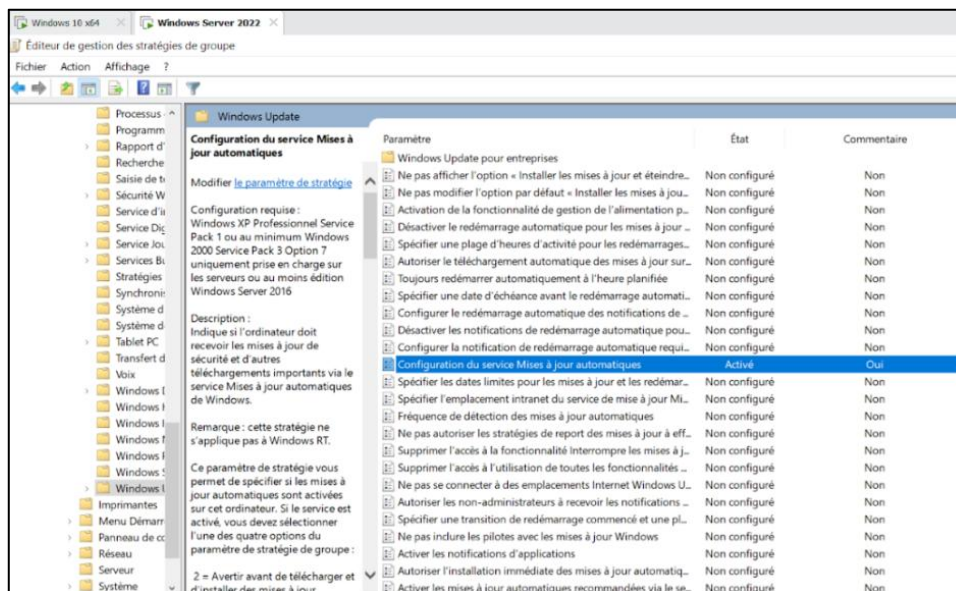 Windows 10 x64
Windows Server 2022
Éditeur de gestion des stratégies de groupe
Fichier Action Affichage ?
Processus
Programm
Rapport d'
Recherche
Saisie de t
Sécurité W
Service d'i
Service Dig
Service Jou
Services Bu
Stratégies
Synchronis
Système d
Système d
Tablet PC
Transfert d
Voix
Windows
Windows
Windows
Windows
Windows
Windows
Windows
Imprimantes
Menu Démarr
Panneau de co
Réseau
Serveur
Système
Windows Update
Configuration du service Mises à
jour automatiques
Modifier le paramètre de stratégie
Configuration requise :
Windows XP Professionnel Service
Pack 1 ou au minimum Windows
2000 Service Pack 3 Option 7
uniquement prise en charge sur
les serveurs ou au moins édition
Windows Server 2016
Description :
Indique si l'ordinateur doit
recevoir les mises à jour de
sécurité et d'autres
téléchargements importants via le
service Mises à jour automatiques
de Windows.
Remarque : cette stratégie ne
s'applique pas à Windows RT.
Ce paramètre de stratégie vous
permet de spécifier si les mises à
jour automatiques sont activées
sur cet ordinateur. Si le service est
activé, vous devez sélectionner
l'une des quatre options du
paramètre de stratégie de groupe :
2 = Avertir avant de télécharger et
d'installer des mises à jour
Paramètre État Commentaire
Windows Update pour entreprises
Ne pas afficher l'option « Installer les mises à jour et éteindre... Non configuré Non
Ne pas modifier l'option par défaut « Installer les mises à jou... Non configuré Non
Activation de la fonctionnalité de gestion de l'alimentation p... Non configuré Non
Désactiver le redémarrage automatique pour les mises à jour ... Non configuré Non
Spécifier une plage d'heures d'activité pour les redémarrages... Non configuré Non
Autoriser le téléchargement automatique des mises à jour sur... Non configuré Non
Toujours redémarrer automatiquement à l'heure planifiée Non configuré Non
Spécifier une date d'échéance avant le redémarrage automati... Non configuré Non
Configurer le redémarrage automatique des notifications de ... Non configuré Non
Désactiver les notifications de redémarrage automatique pou... Non configuré Non
Configurer la notification de redémarrage automatique requi... Non configuré Non
Configuration du service Mises à jour automatiques Activé Oui
Spécifier les dates limites pour les mises à jour et les redémar... Non configuré Non
Spécifier l'emplacement intranet du service de mise à jour Mi... Non configuré Non
Fréquence de détection des mises à jour automatiques Non configuré Non
Ne pas autoriser les stratégies de report des mises à jour à eff... Non configuré Non
Supprimer l'accès à la fonctionnalité Interrompre les mises à j... Non configuré Non
Supprimer l'accès à l'utilisation de toutes les fonctionnalités ... Non configuré Non
Ne pas se connecter à des emplacements Internet Windows U... Non configuré Non
Autoriser les non-administrateurs à recevoir les notifications ... Non configuré Non
Spécifier une transition de redémarrage commencé et une pl... Non configuré Non
Ne pas inclure les pilotes avec les mises à jour Windows Non configuré Non
Activer les notifications d'applications Non configuré Non
Autoriser l'installation immédiate des mises à jour automatiq... Non configuré Non
Activer les mises à jour automatiques recommandées via le se... Non configuré Non